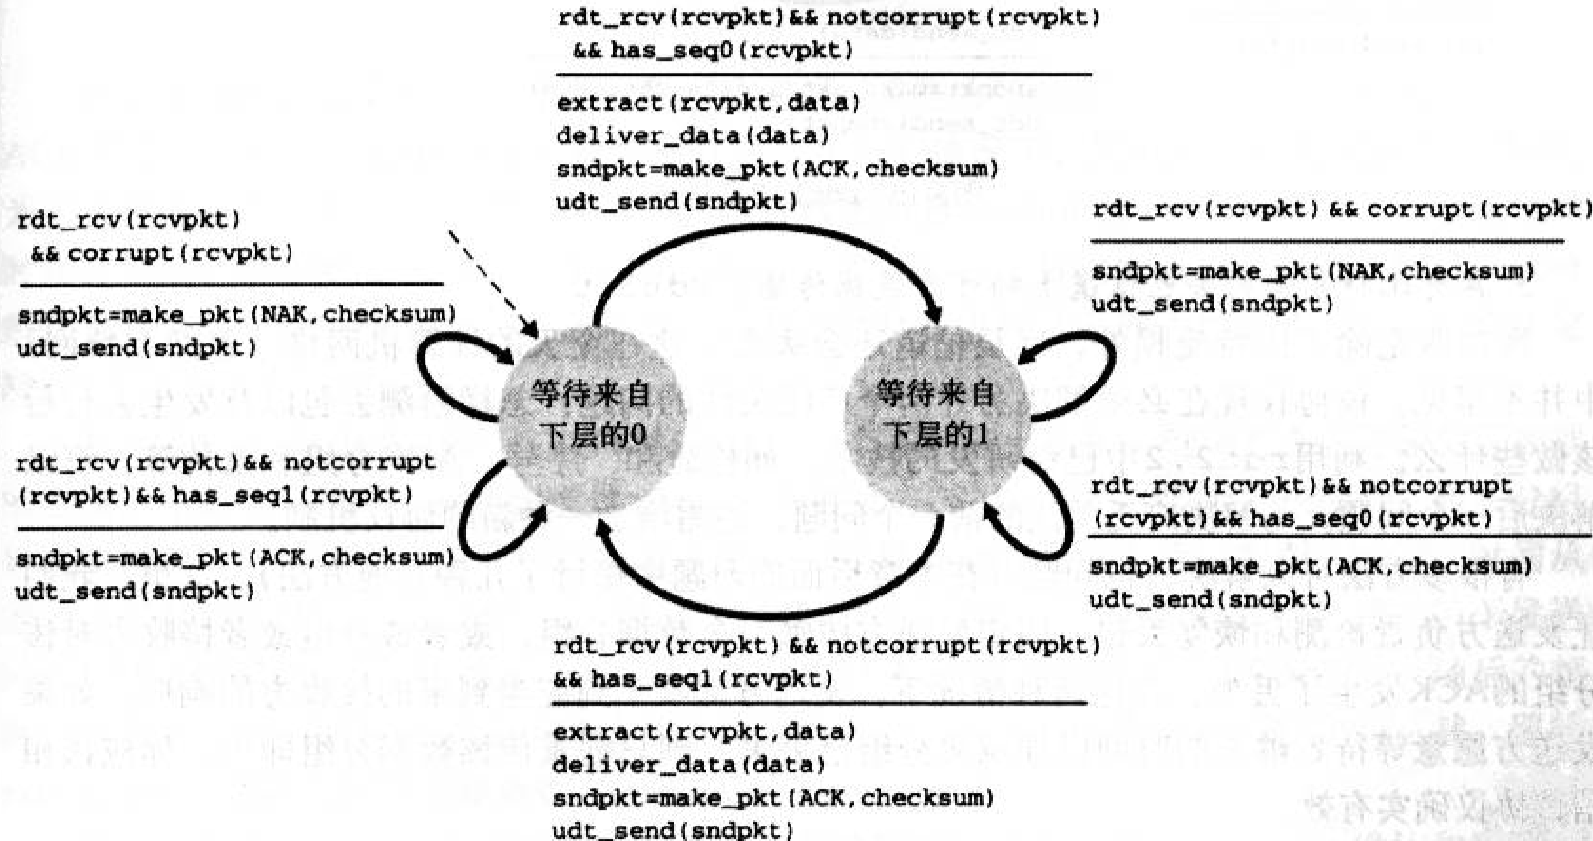 rdt_rcv(rcvpkt)&& notcorrupt(rcvpkt)
&& has_seq0(rcvpkt)
extract(rcvpkt,data)
deliver_data(data)
sndpkt=make_pkt(ACK,checksum)
udt_send(sndpkt)
rdt_rcv(rcvpkt)
&& corrupt(rcvpkt)
sndpkt=make_pkt(NAK,checksum)
udt_send(sndpkt)
rdt_rcv(rcvpkt) && corrupt(rcvpkt)
sndpkt=make_pkt(NAK,checksum)
udt_send(sndpkt)
等待来自
下层的0
等待来自
下层的1
rdt_rcv(rcvpkt)&& notcorrupt
(rcvpkt)&& has_seq1(rcvpkt)
sndpkt=make_pkt(ACK,checksum)
udt_send(sndpkt)
rdt_rcv(rcvpkt)&& notcorrupt
(rcvpkt)&& has_seq0(rcvpkt)
sndpkt=make_pkt(ACK,checksum)
udt_send(sndpkt)
rdt_rcv(rcvpkt) && notcorrupt(rcvpkt)
&& has_seq1(rcvpkt)
extract(rcvpkt,data)
deliver_data(data)
sndpkt=make_pkt(ACK,checksum)
udt_send(sndpkt)